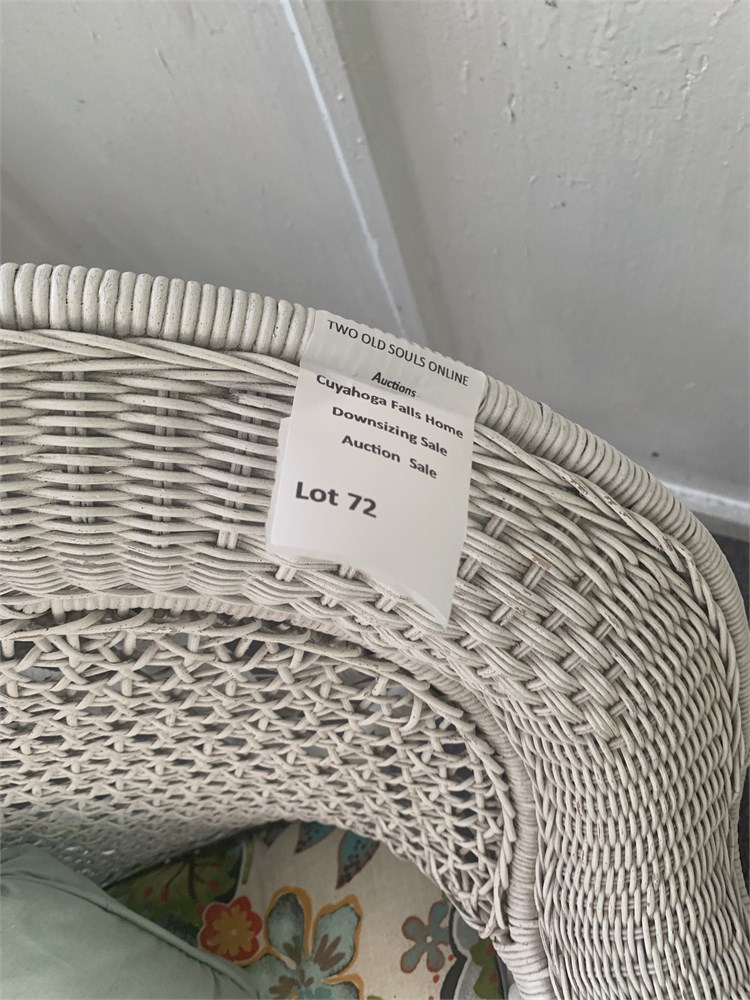 TWO OLD SOULS ONLINE
Auctions
Cuyahoga Falls Home
Downsizing Sale
Auction Sale
Lot 72